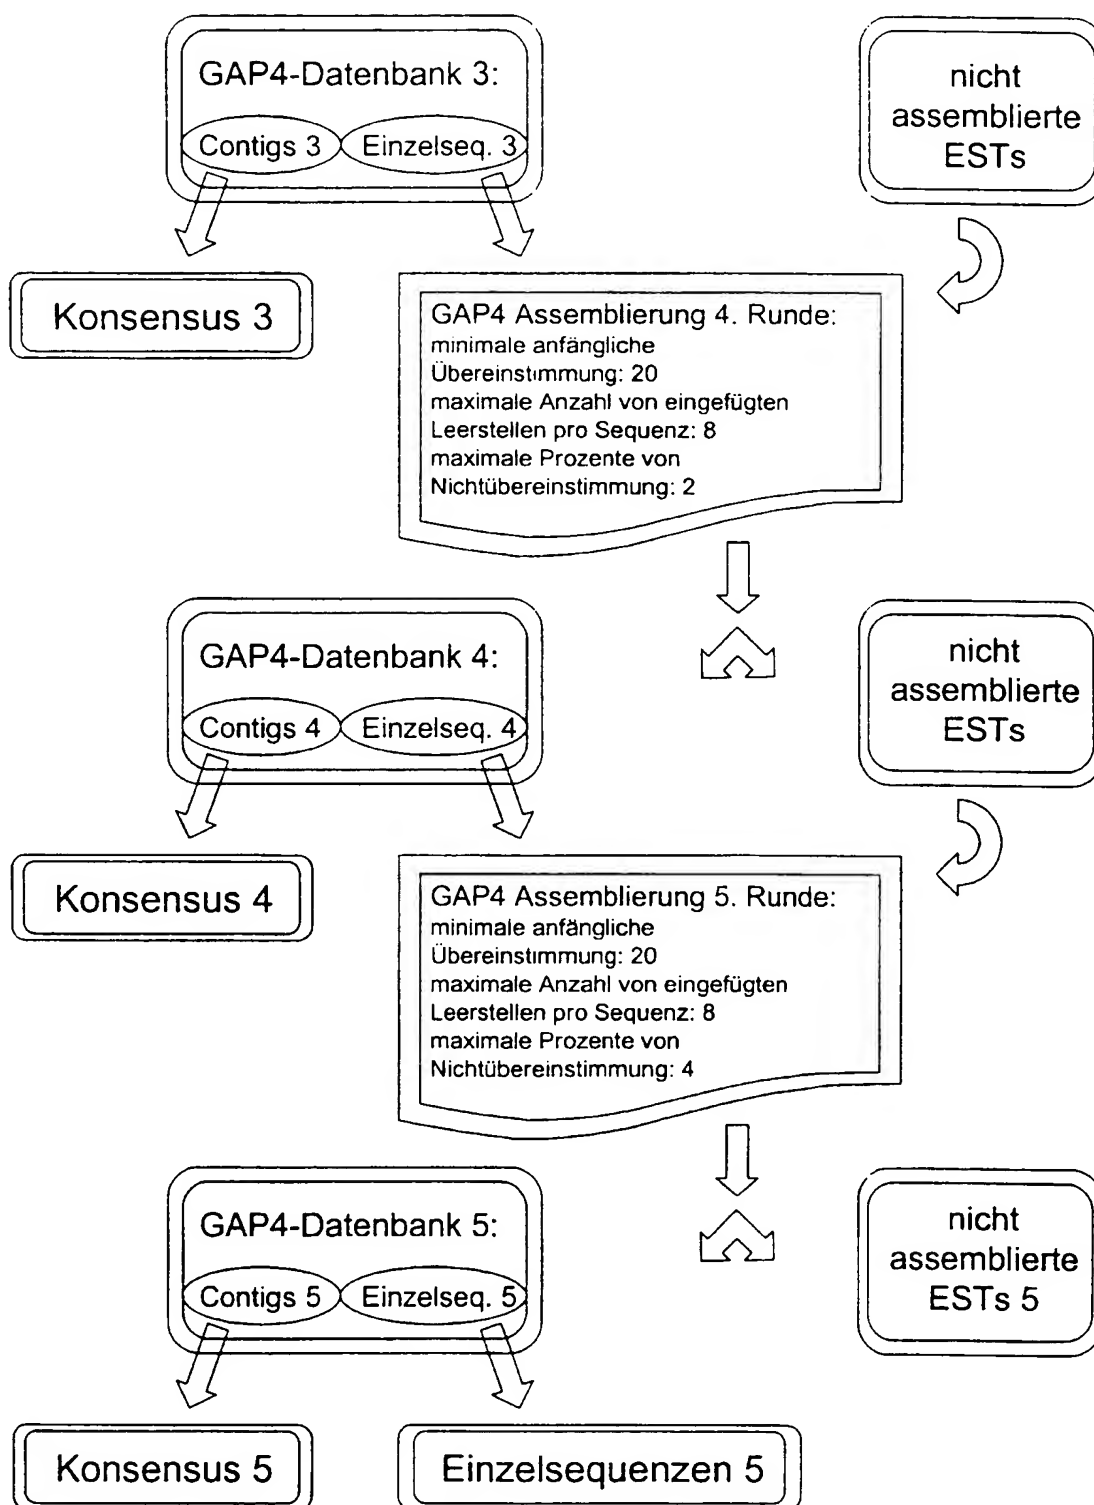 GAP4-Datenbank 3:
Contigs 3
Einzelseq. 3
nicht
assemblierte
ESTs
Konsensus 3
GAP4 Assemblierung 4. Runde:
minimale anfängliche
Übereinstimmung: 20
maximale Anzahl von eingefügten
Leerstellen pro Sequenz: 8
maximale Prozente von
Nichtübereinstimmung: 2
GAP4-Datenbank 4:
Contigs 4
Einzelseq. 4
nicht
assemblierte
ESTs
Konsensus 4
GAP4 Assemblierung 5. Runde:
minimale anfängliche
Übereinstimmung: 20
maximale Anzahl von eingefügten
Leerstellen pro Sequenz: 8
maximale Prozente von
Nichtübereinstimmung: 4
GAP4-Datenbank 5:
Contigs 5
Einzelseq. 5
nicht
assemblierte
ESTs 5
Konsensus 5
Einzelsequenzen 5